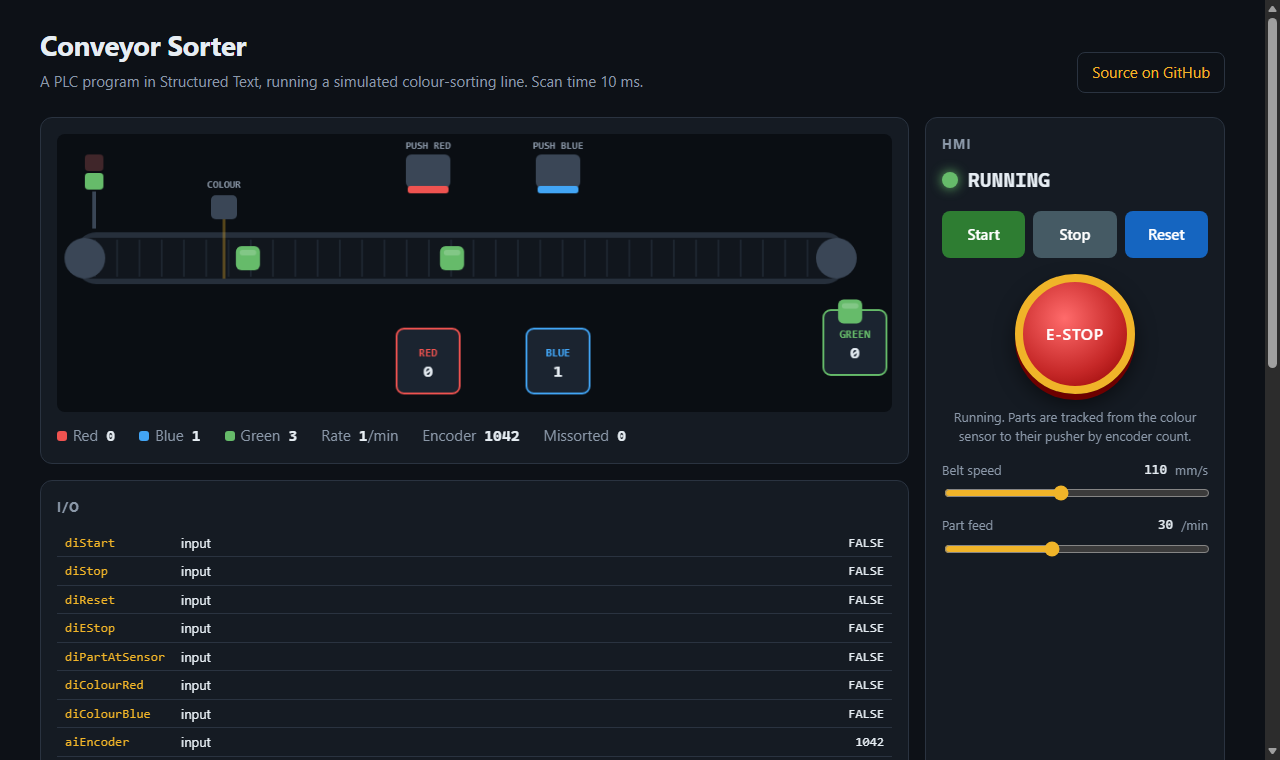 Conveyor Sorter
A PLC program in Structured Text, running a simulated colour-sorting line. Scan time 10 ms.
Source on GitHub
PUSH RED
PUSH BLUE
COLOUR
RED
0
BLUE
1
GREEN
0
Red 0 Blue 1 Green 3 Rate 1/min Encoder 1042 Missorted 0
HMI
RUNNING
Start Stop Reset
E-STOP
Running. Parts are tracked from the colour
sensor to their pusher by encoder count.
Belt speed 110 mm/s
Part feed 30 /min
I/O
diStart input FALSE
diStop input FALSE
diReset input FALSE
diEStop input FALSE
diPartAtSensor input FALSE
diColourRed input FALSE
diColourBlue input FALSE
aiEncoder input 1042